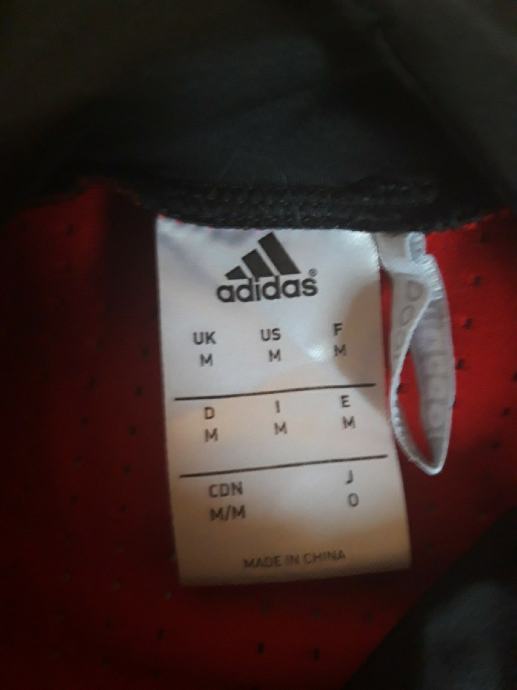 adidas®
UK US F
M M M
D I E
M M M
CDN J
M/M O
MADE IN CHINA